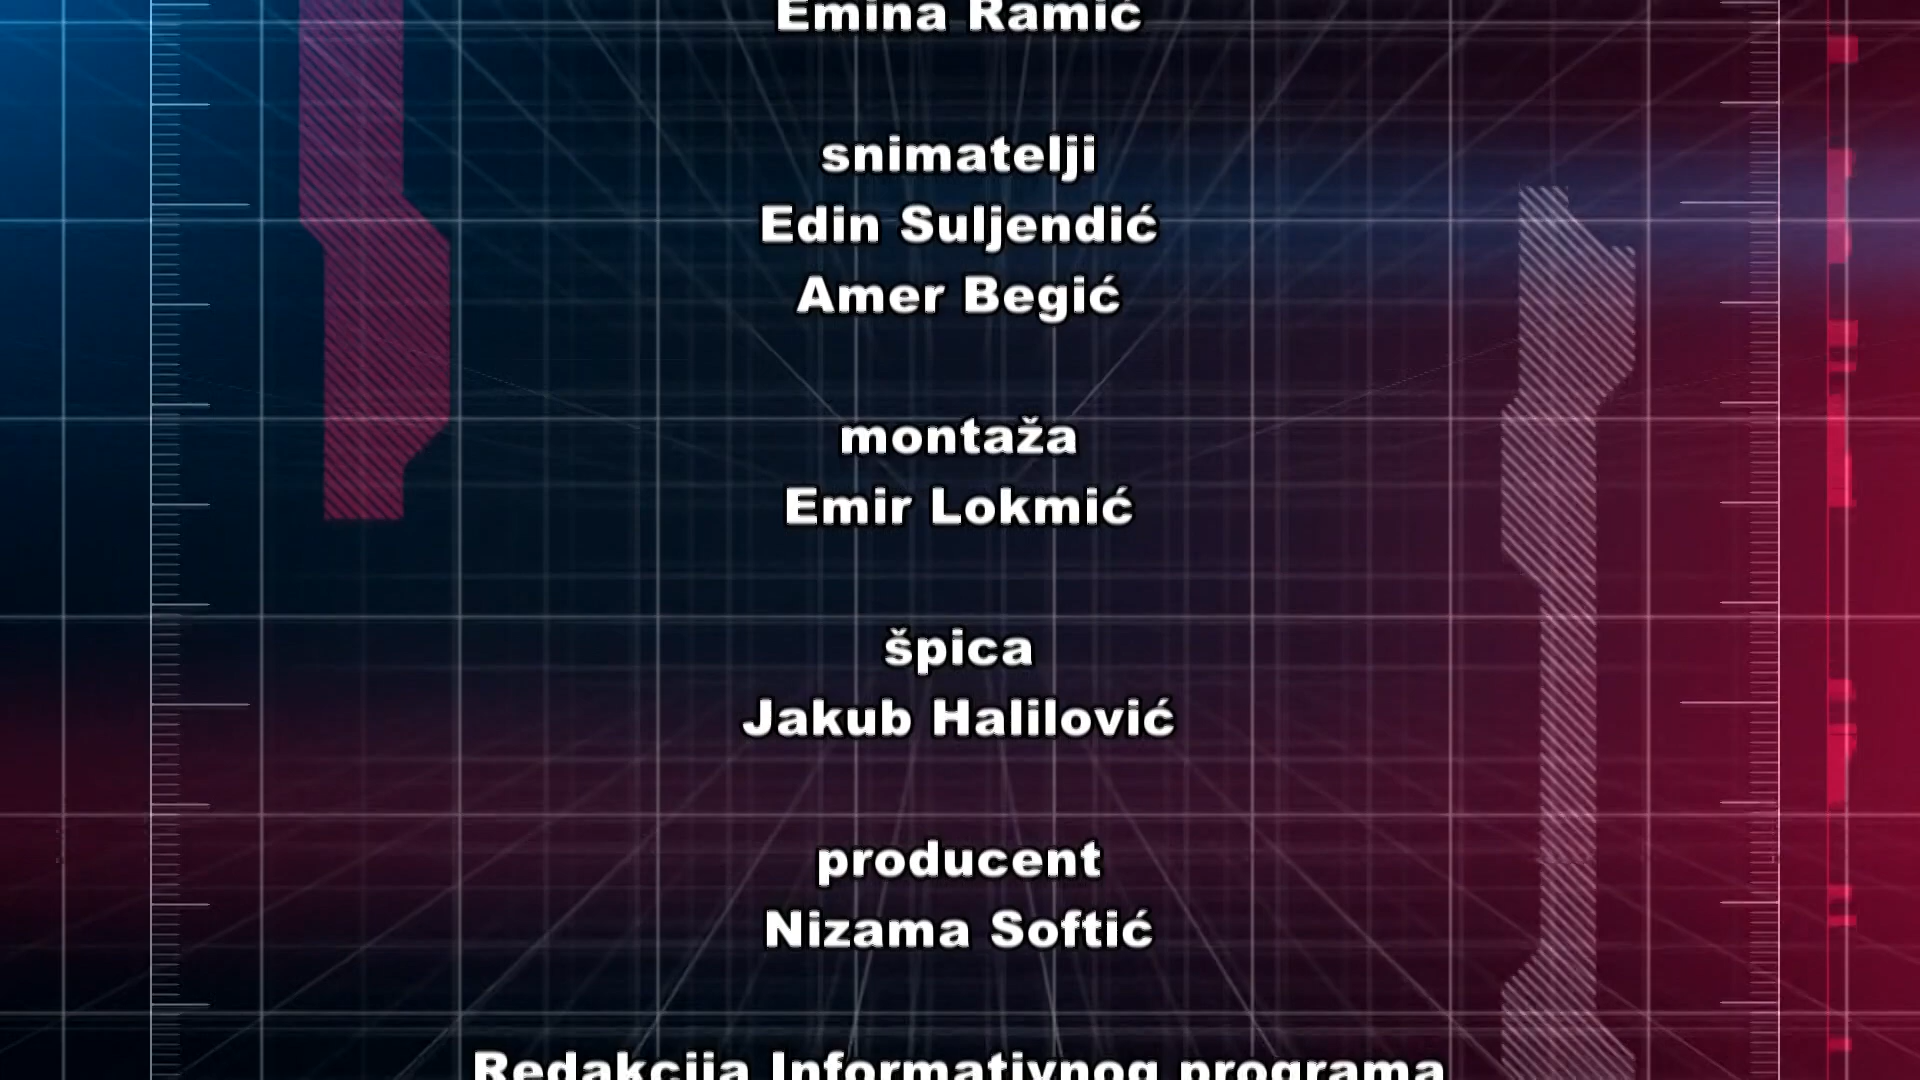 Emina Ramić
snimatelji
Edin Suljendić
Amer Begić
montaža
Emir Lokmić
špica
Jakub Halilović
producent
Nizama Softić
Redakcija Informativnog programa